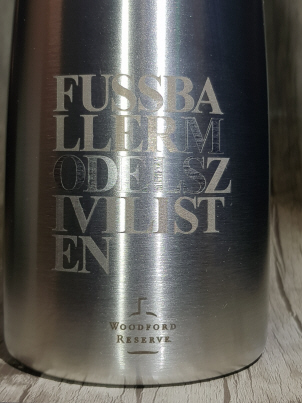 FUSSBA
LLERM
ODELSZ
IVILIST
EN
WOODFORD
RESERVE